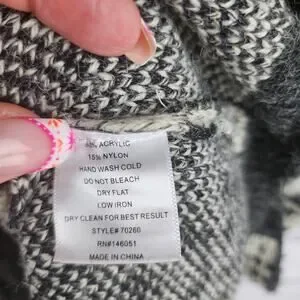 ACRYLIC
15% NYLON
HAND WASH COLD
DO NOT BLEACH
DRY FLAT
LOW IRON
DRY CLEAN FOR BEST RESULT
STYLE# 70260
RN#146051
MADE IN CHINA